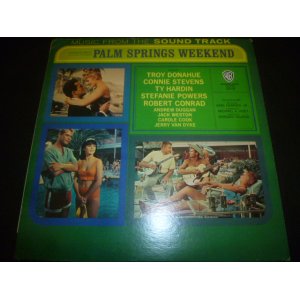 MUSIC FROM THE SOUND TRACK
PALM SPRINGS WEEKEND
TROY DONAHUE
CONNIE STEVENS
TY HARDIN
STEFANIE POWERS
ROBERT CONRAD
ANDREW DUGGAN
JACK WESTON
CAROLE COOK
JERRY VAN DYKE